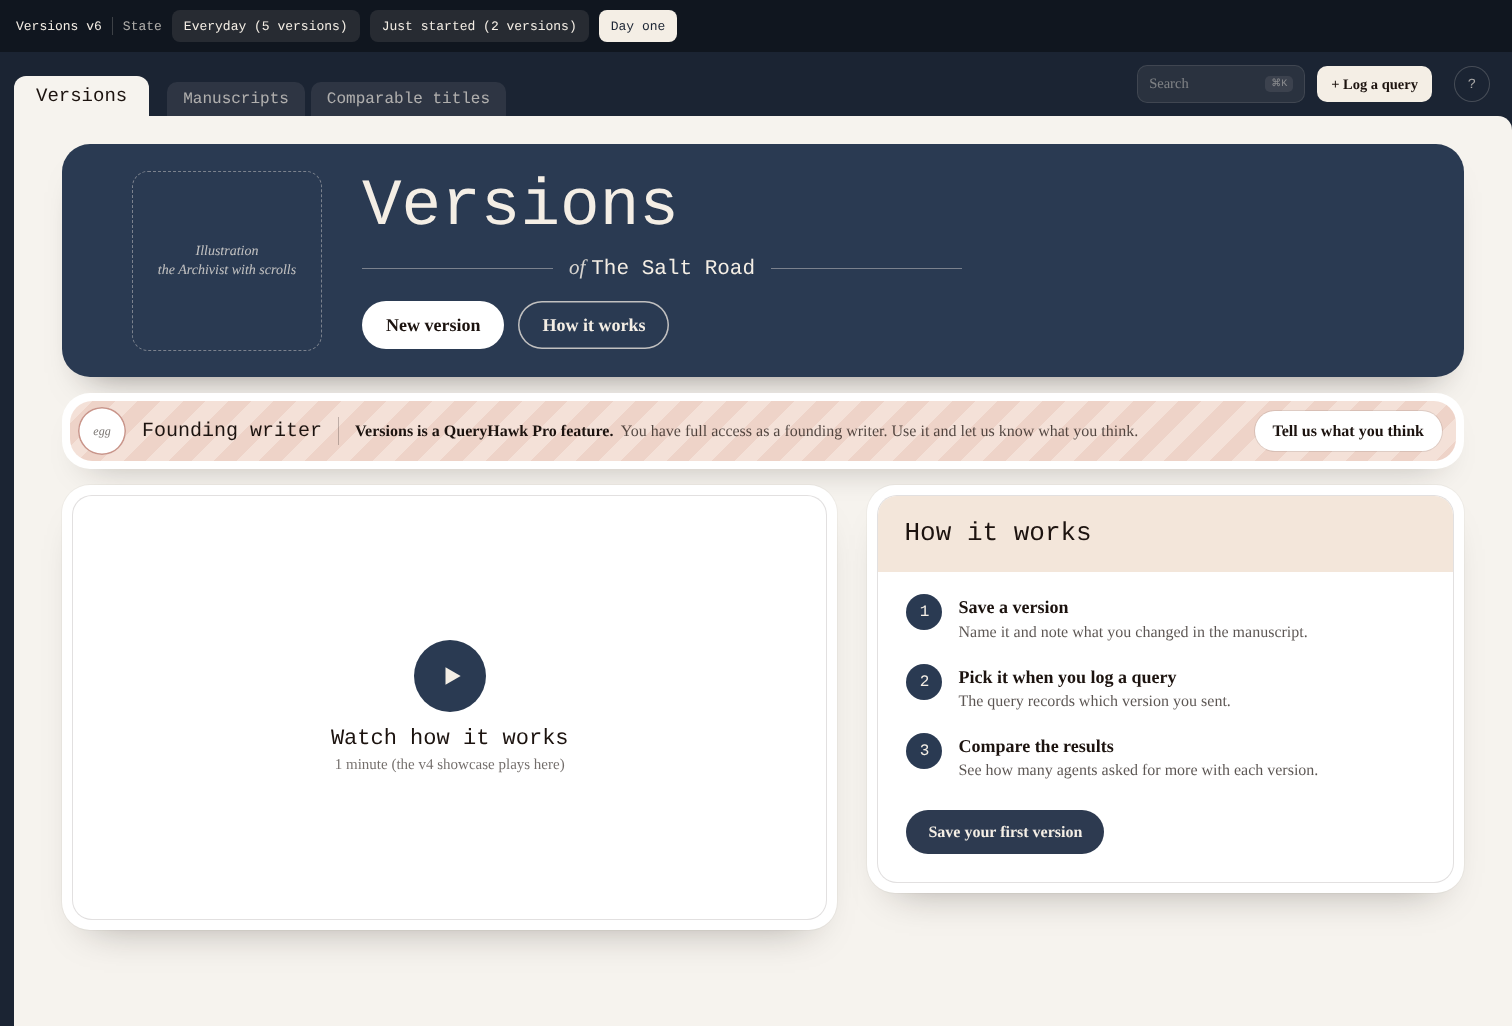 Versions v6 State Everyday (5 versions) Just started (2 versions) Day one
Versions Manuscripts Comparable titles Search ⌘K + Log a query ?
Illustration
the Archivist with scrolls
Versions
of The Salt Road
New version How it works
egg Founding writer Versions is a QueryHawk Pro feature. You have full access as a founding writer. Use it and let us know what you think. Tell us what you think
Watch how it works
1 minute (the v4 showcase plays here)
How it works
1 Save a version
Name it and note what you changed in the manuscript.
2 Pick it when you log a query
The query records which version you sent.
3 Compare the results
See how many agents asked for more with each version.
Save your first version